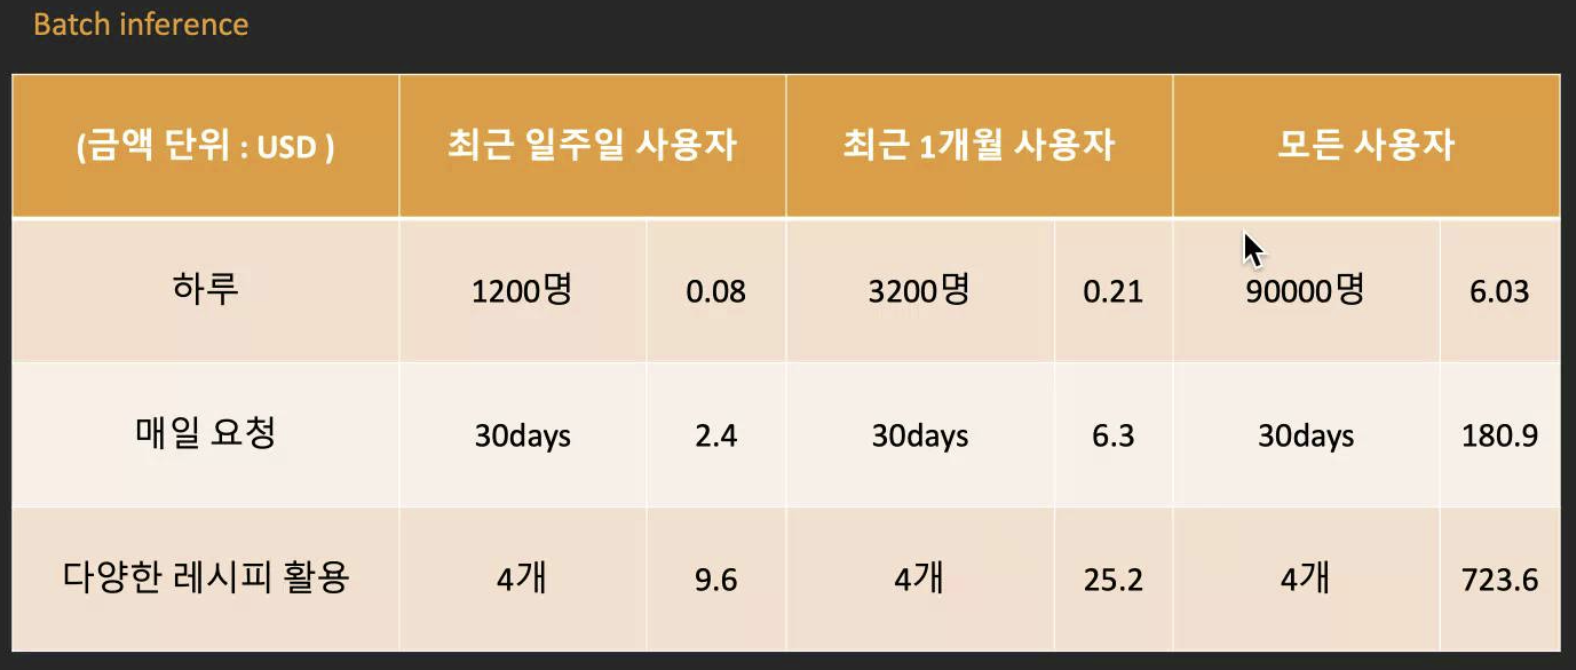 Batch inference
(금액 단위 : USD ) 최근 일주일 사용자 최근 1개월 사용자 모든 사용자
하루 1200명 0.08 3200명 0.21 90000명 6.03
매일 요청 30days 2.4 30days 6.3 30days 180.9
다양한 레시피 활용 4개 9.6 4개 25.2 4개 723.6